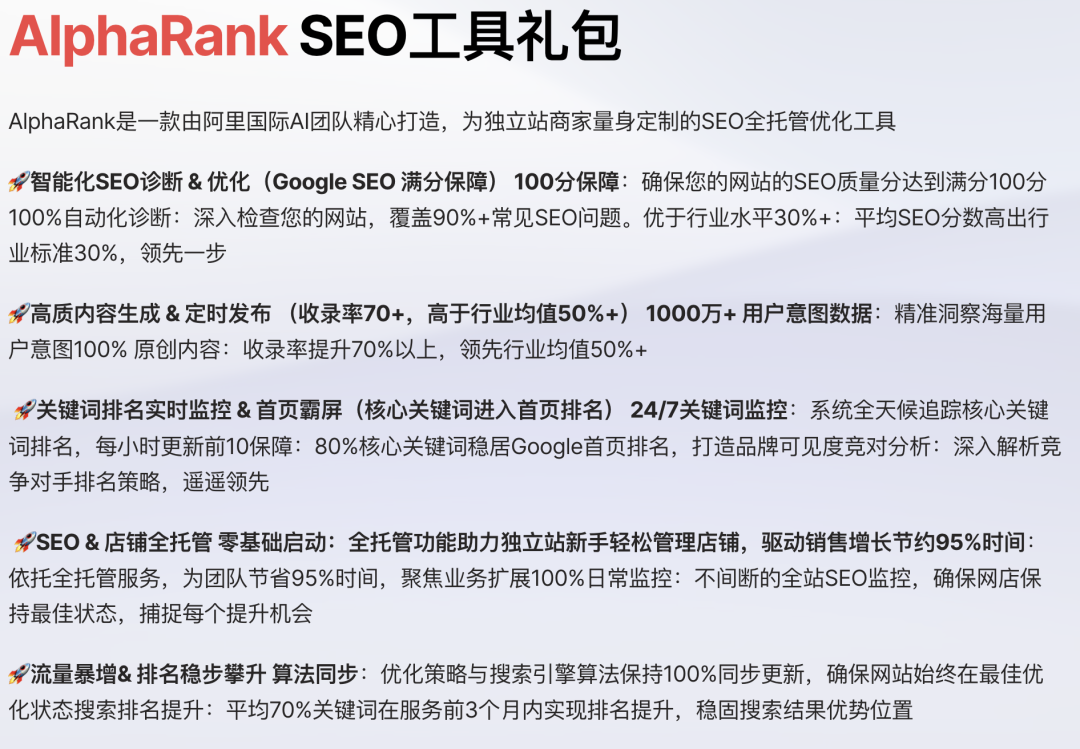 AlphaRank SEO工具礼包
AlphaRank是一款由阿里国际AI团队精心打造，为独立站商家量身定制的SEO全托管优化工具
🚀智能化SEO诊断 & 优化（Google SEO 满分保障） 100分保障：确保您的网站的SEO质量分达到满分100分
100%自动化诊断：深入检查您的网站，覆盖90%+常见SEO问题。优于行业水平30%+：平均SEO分数高出行
业标准30%，领先一步
🚀高质内容生成 & 定时发布 （收录率70+，高于行业均值50%+） 1000万+ 用户意图数据：精准洞察海量用
户意图100% 原创内容：收录率提升70%以上，领先行业均值50%+
🚀关键词排名实时监控 & 首页霸屏（核心关键词进入首页排名） 24/7关键词监控：系统全天候追踪核心关键
词排名，每小时更新前10保障：80%核心关键词稳居Google首页排名，打造品牌可见度竞对分析：深入解析竞
争对手排名策略，遥遥领先
🚀SEO & 店铺全托管 零基础启动：全托管功能助力独立站新手轻松管理店铺，驱动销售增长节约95%时间：
依托全托管服务，为团队节省95%时间，聚焦业务扩展100%日常监控：不间断的全站SEO监控，确保网店保
持最佳状态，捕捉每个提升机会
🚀流量暴增& 排名稳步攀升 算法同步：优化策略与搜索引擎算法保持100%同步更新，确保网站始终在最佳优
化状态搜索排名提升：平均70%关键词在服务前3个月内实现排名提升，稳固搜索结果优势位置